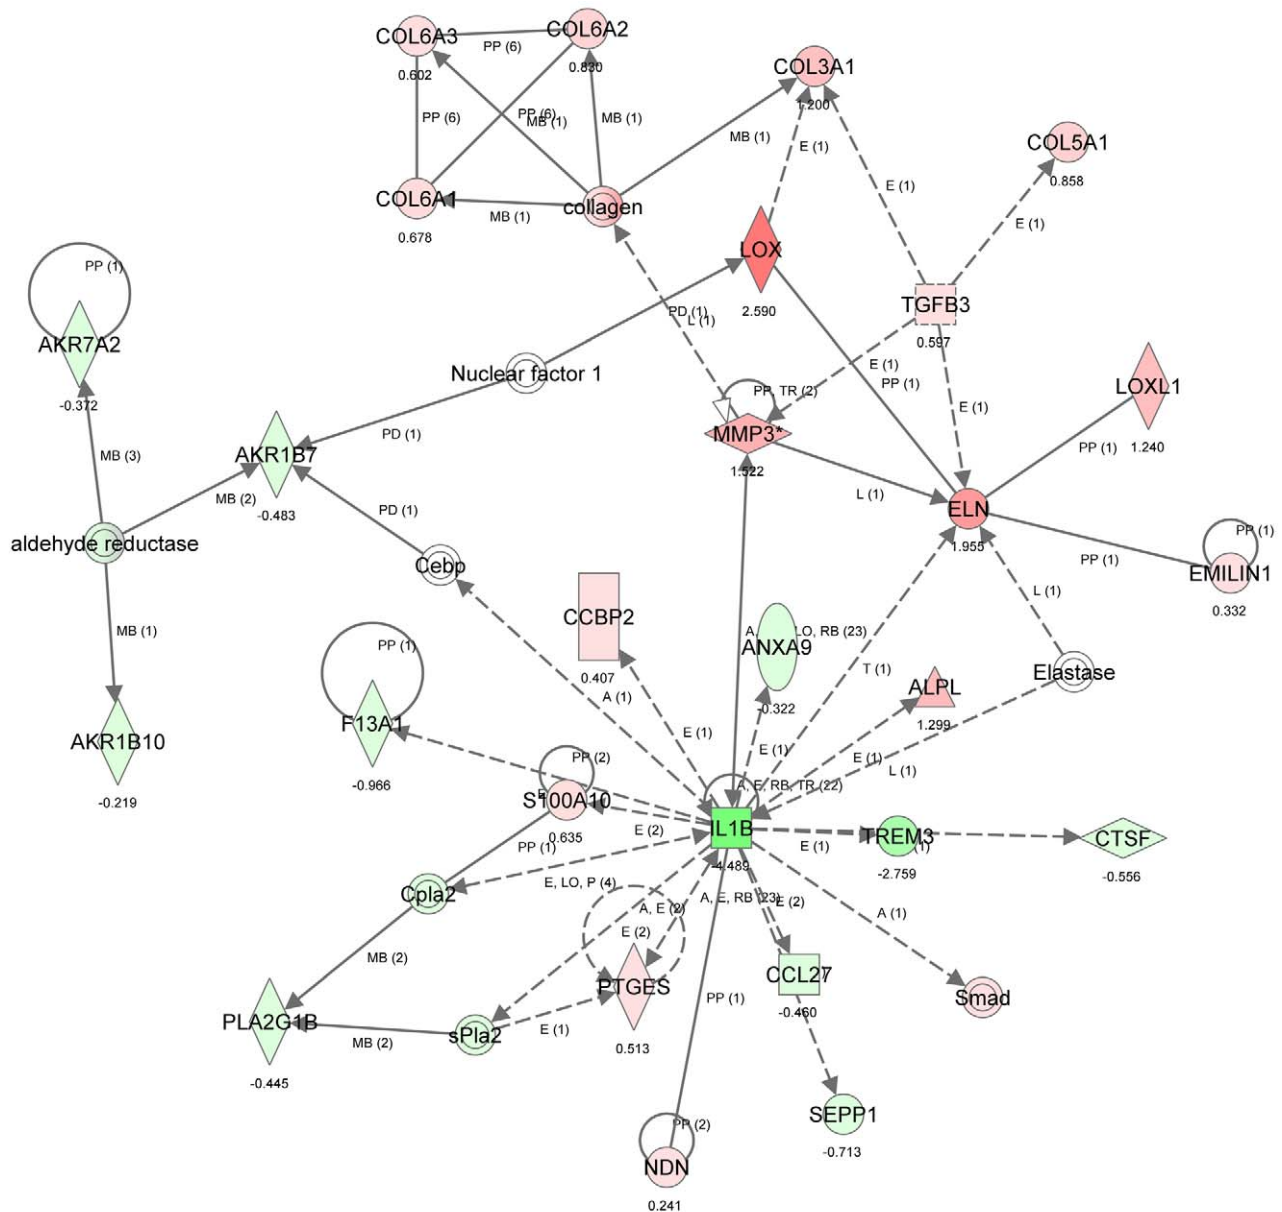 COL6A3
0.602
PP (6)
COL6A2
0.830
COL3A1
1.200
PP (6)
PP (6)
MB (1)
MB (1)
MB (1)
E (1)
COL5A1
0.858
COL6A1
0.678
MB (1)
collagen
E (1)
E (1)
LOX
2.590
PP (1)
AKR7A2
-0.372
TGFB3
0.597
PD (1)
L (1)
Nuclear factor 1
E (1)
PP (1)
PP, TR (2)
LOXL1
1.240
E (1)
MMP3*
1.522
PD (1)
AKR1B7
-0.483
MB (3)
MB (2)
PP (1)
L (1)
ELN
1.955
PD (1)
aldehyde reductase
Cebp
PP (1)
PP (1)
EMILIN1
0.332
L (1)
CCBP2
0.407
MB (1)
PP (1)
ANXA9
-0.322
LO, RB (23)
T (1)
Elastase
A (1)
ALPL
1.299
F13A1
-0.966
AKR1B10
-0.219
E (1)
E (1)
E (1)
L (1)
PP (2)
A, E, RB, TR (22)
S100A10
0.635
IL1B
-4.489
E (2)
E (1)
TREM3
-2.759
CTSF
-0.556
PP (1)
Cpla2
E, LO, P (4)
A, E (2)
A, E, RB (23)
E (2)
A (1)
E (2)
MB (2)
PTGES
0.513
CCL27
-0.460
Smad
PP (1)
PLA2G1B
-0.445
MB (2)
sPla2
E (1)
SEPP1
-0.713
PP (2)
NDN
0.241